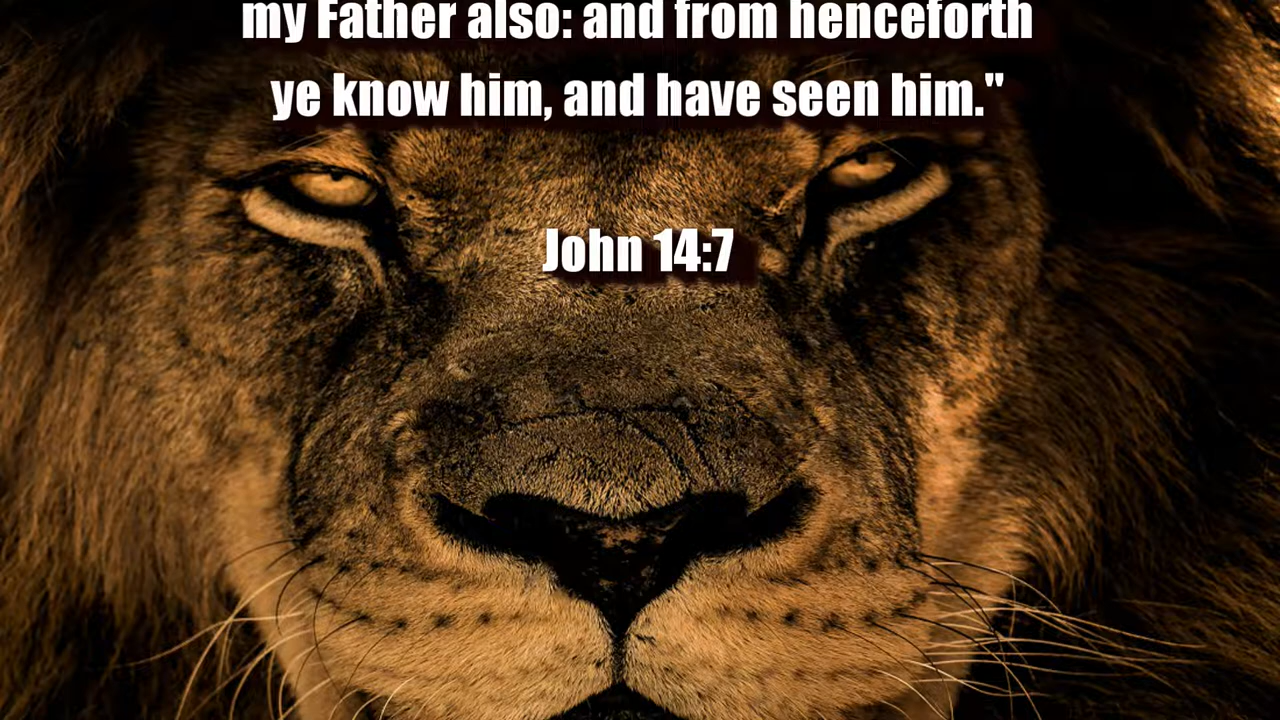 my Father also: and from henceforth
ye know him, and have seen him."
John 14:7